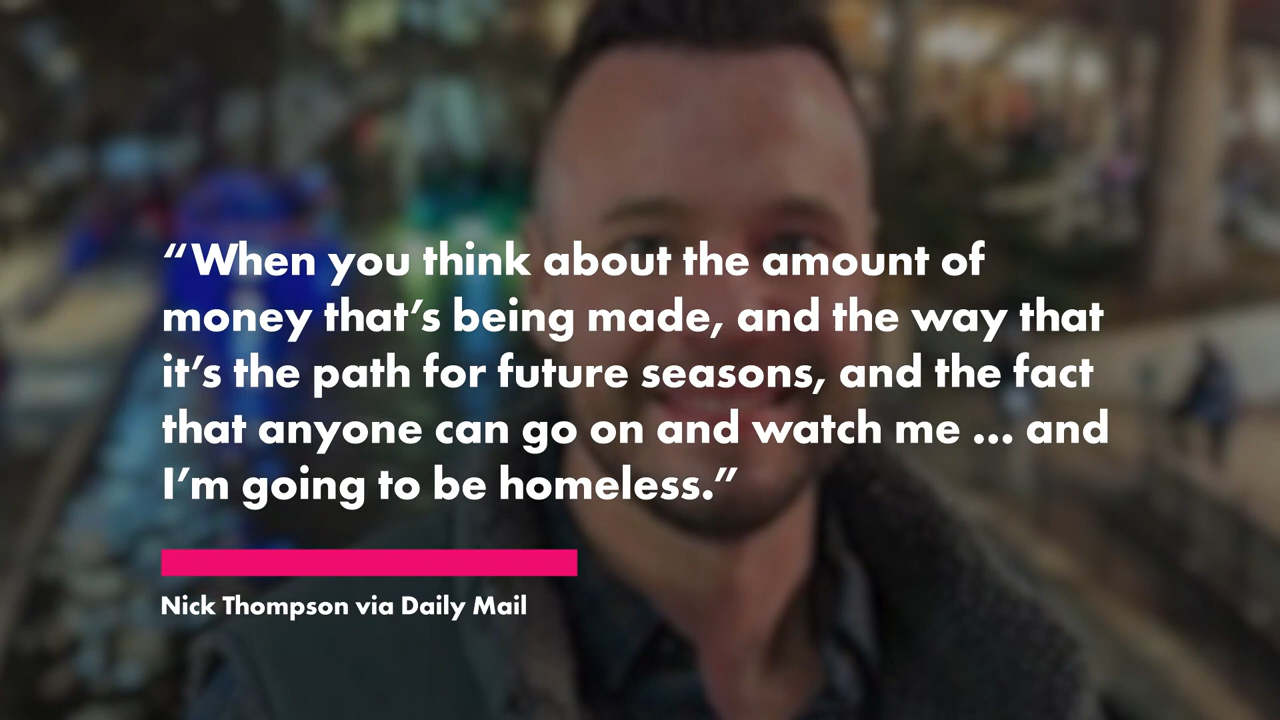 “When you think about the amount of
money that’s being made, and the way that
it’s the path for future seasons, and the fact
that anyone can go on and watch me ... and
I’m going to be homeless.”
Nick Thompson via Daily Mail